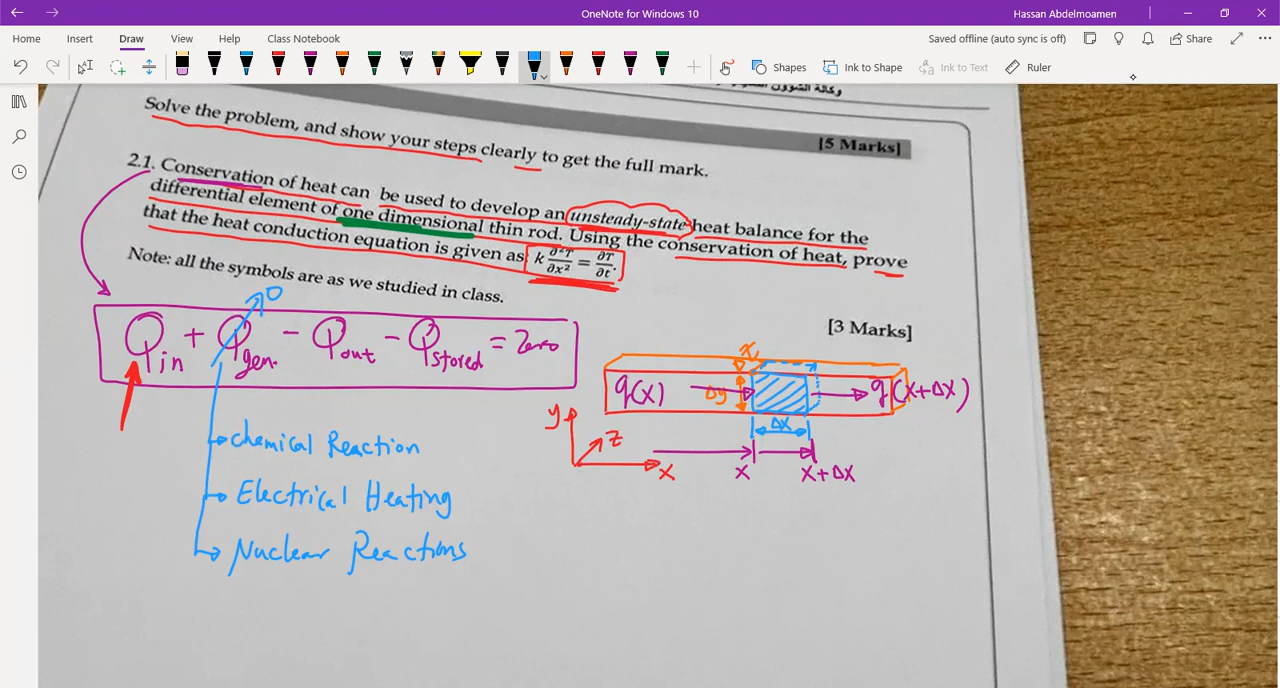 OneNote for Windows 10
Hassan Abdelmoamen
Home Insert Draw View Help Class Notebook
Saved offline (auto sync is off)
Share
Shapes
Ink to Shape
Ink to Text
Ruler
[5 Marks]
Solve the problem, and show your steps clearly to get the full mark.
2.1. Conservation of heat can be used to develop an unsteady-state heat balance for the
differential element of one dimensional thin rod. Using the conservation of heat, prove
that the heat conduction equation is given as k ∂²T/∂x² = ∂T/∂t.
Note: all the symbols are as we studied in class.
[3 Marks]
Qin + Qgen. - Qout - Qstored = Zero
0
Chemical Reaction
Electrical Heating
Nuclear Reactions
z
q(x) Δy q(x+Δx)
Δx
y z x
x x+Δx